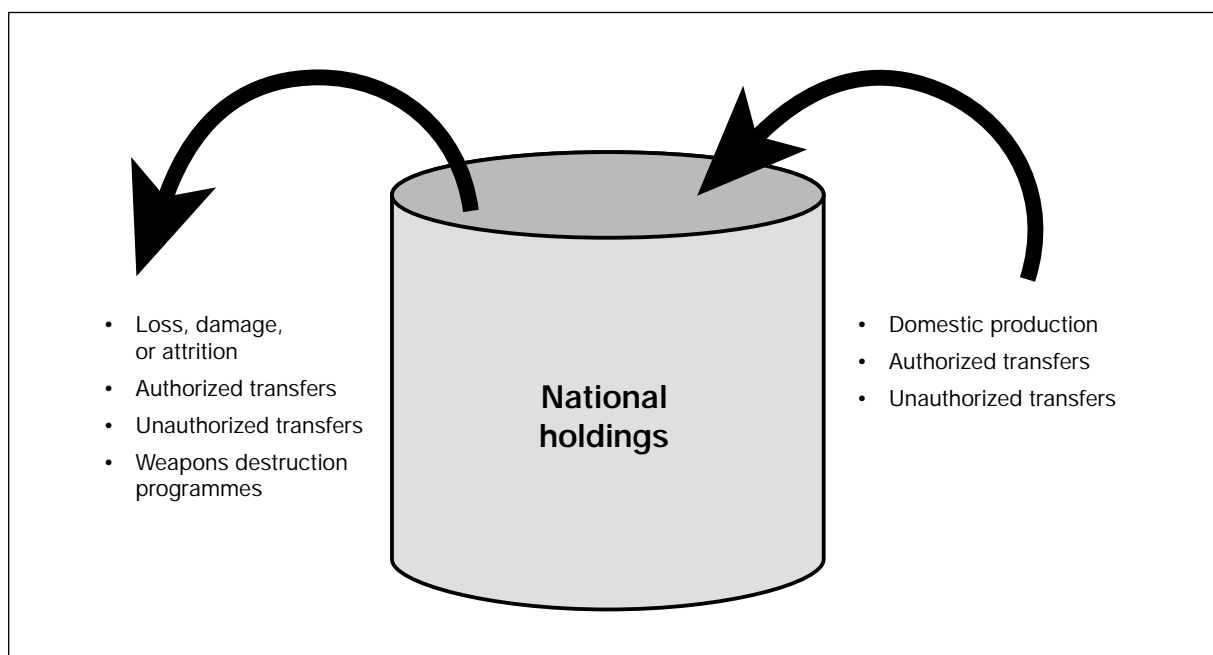 • Loss, damage,
or attrition
• Authorized transfers
• Unauthorized transfers
• Weapons destruction
programmes
National
holdings
• Domestic production
• Authorized transfers
• Unauthorized transfers